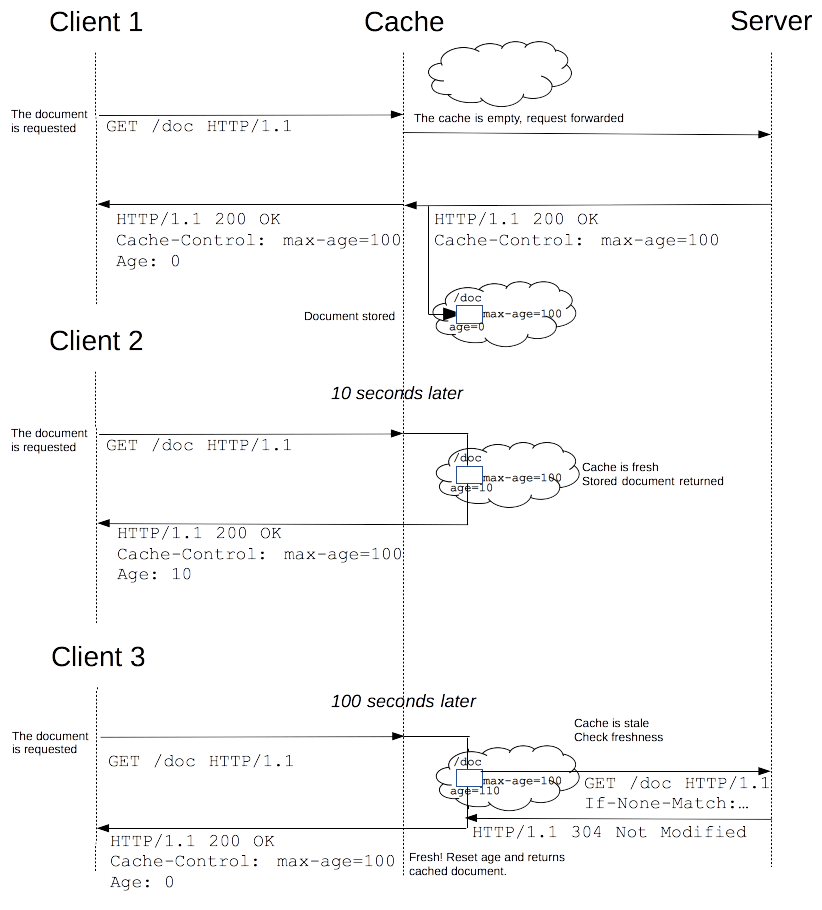 Client 1
Cache
Server
The document
is requested
GET /doc HTTP/1.1
The cache is empty, request forwarded
HTTP/1.1 200 OK
Cache-Control: max-age=100
Age: 0
HTTP/1.1 200 OK
Cache-Control: max-age=100
Document stored
/doc
max-age=100
age=0
Client 2
10 seconds later
The document
is requested
GET /doc HTTP/1.1
/doc
max-age=100
age=10
Cache is fresh
Stored document returned
HTTP/1.1 200 OK
Cache-Control: max-age=100
Age: 10
Client 3
100 seconds later
The document
is requested
GET /doc HTTP/1.1
Cache is stale
Check freshness
/doc
max-age=100
age=110
GET /doc HTTP/1.1
If-None-Match:…
HTTP/1.1 304 Not Modified
HTTP/1.1 200 OK
Cache-Control: max-age=100
Age: 0
Fresh! Reset age and returns
cached document.